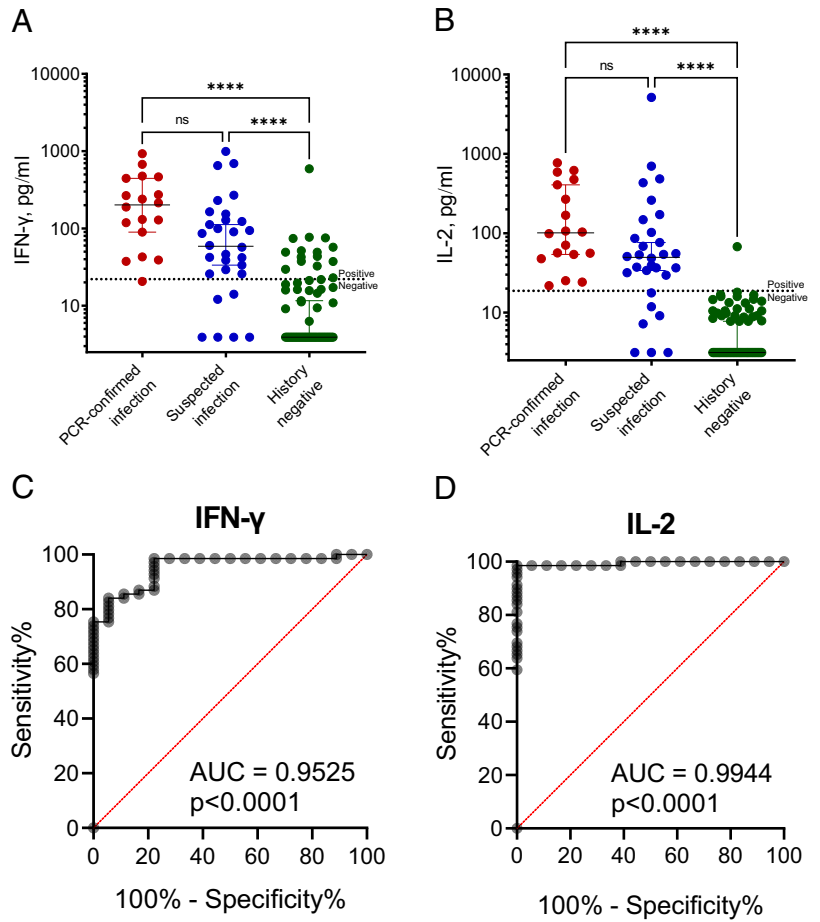 A
****
ns
****
10000
1000
100
10
IFN-γ, pg/ml
Positive
Negative
PCR-confirmed
infection
Suspected
infection
History
negative
B
****
ns
****
10000
1000
100
10
IL-2, pg/ml
Positive
Negative
PCR-confirmed
infection
Suspected
infection
History
negative
C
IFN-γ
100
80
60
40
20
0
Sensitivity%
AUC = 0.9525
p<0.0001
0 20 40 60 80 100
100% - Specificity%
D
IL-2
100
80
60
40
20
0
Sensitivity%
AUC = 0.9944
p<0.0001
0 20 40 60 80 100
100% - Specificity%